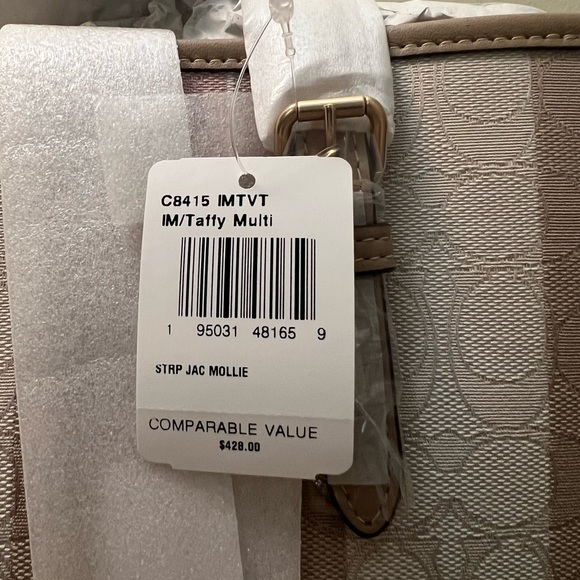 C8415 IMTVT
IM/Taffy Multi
1 95031 48165 9
STRP JAC MOLLIE
COMPARABLE VALUE
$428.00